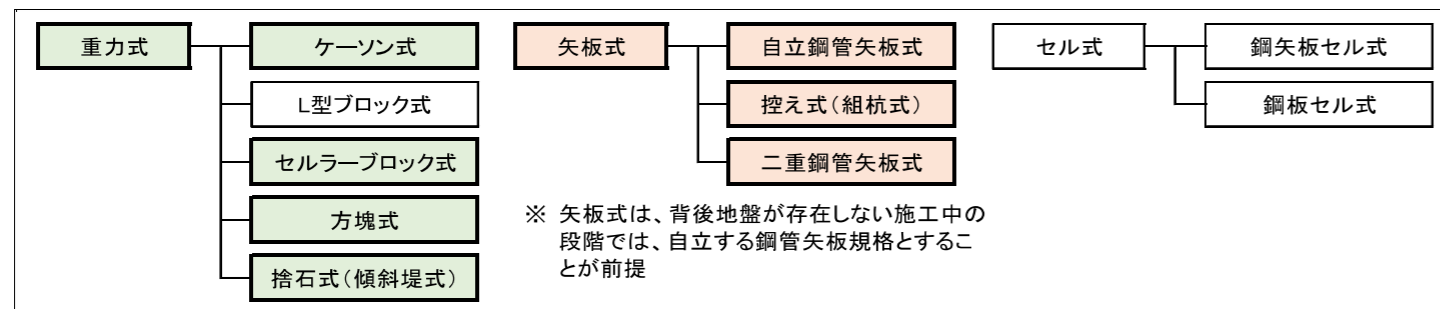 重力式
ケーソン式
L型ブロック式
セルラーブロック式
方塊式
捨石式（傾斜堤式）
矢板式
自立鋼管矢板式
控え式（組杭式）
二重鋼管矢板式
※ 矢板式は、背後地盤が存在しない施工中の
段階では、自立する鋼管矢板規格とするこ
とが前提
セル式
鋼矢板セル式
鋼板セル式